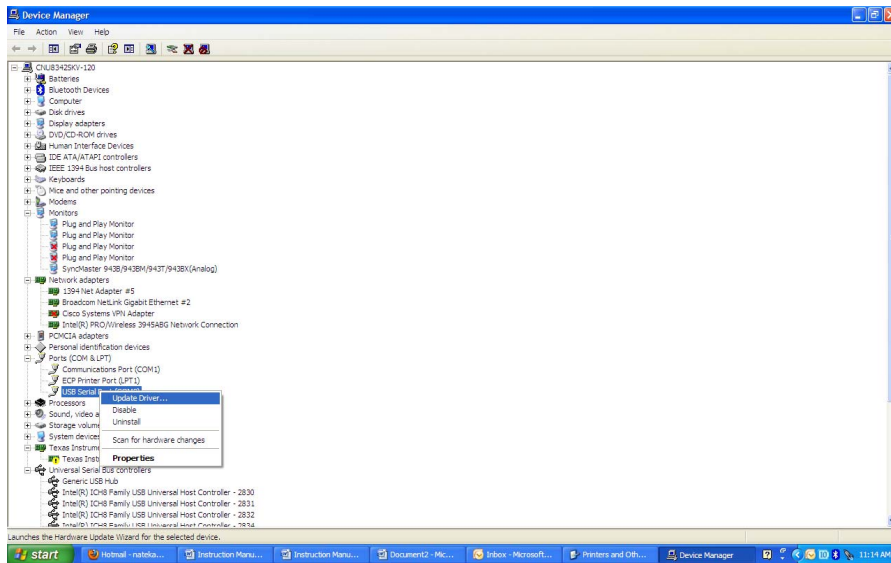 Device Manager
File Action View Help
CNU8342SKV-120
Batteries
Bluetooth Devices
Computer
Disk drives
Display adapters
DVD/CD-ROM drives
Human Interface Devices
IDE ATA/ATAPI controllers
IEEE 1394 Bus host controllers
Keyboards
Mice and other pointing devices
Modems
Monitors
Plug and Play Monitor
Plug and Play Monitor
Plug and Play Monitor
Plug and Play Monitor
SyncMaster 943B/943BM/943T/943BX(Analog)
Network adapters
1394 Net Adapter #5
Broadcom NetLink Gigabit Ethernet #2
Cisco Systems VPN Adapter
Intel(R) PRO/Wireless 3945ABG Network Connection
PCMCIA adapters
Personal identification devices
Ports (COM & LPT)
Communications Port (COM1)
ECP Printer Port (LPT1)
USB Serial
Update Driver...
Processors
Disable
Sound, video a
Uninstall
Storage volume
System devices
Scan for hardware changes
Texas Instrum
Texas Inst
Properties
Universal Serial Bus controllers
Generic USB Hub
Intel(R) ICH8 Family USB Universal Host Controller - 2830
Intel(R) ICH8 Family USB Universal Host Controller - 2831
Intel(R) ICH8 Family USB Universal Host Controller - 2832
Intel(R) ICH8 Family USB Universal Host Controller - 2834
Launches the Hardware Update Wizard for the selected device.
start Hotmail - nateka... Instruction Manu... Instruction Manu... Document2 - Mic... Inbox - Microsoft... Printers and Oth... Device Manager 11:14 AM